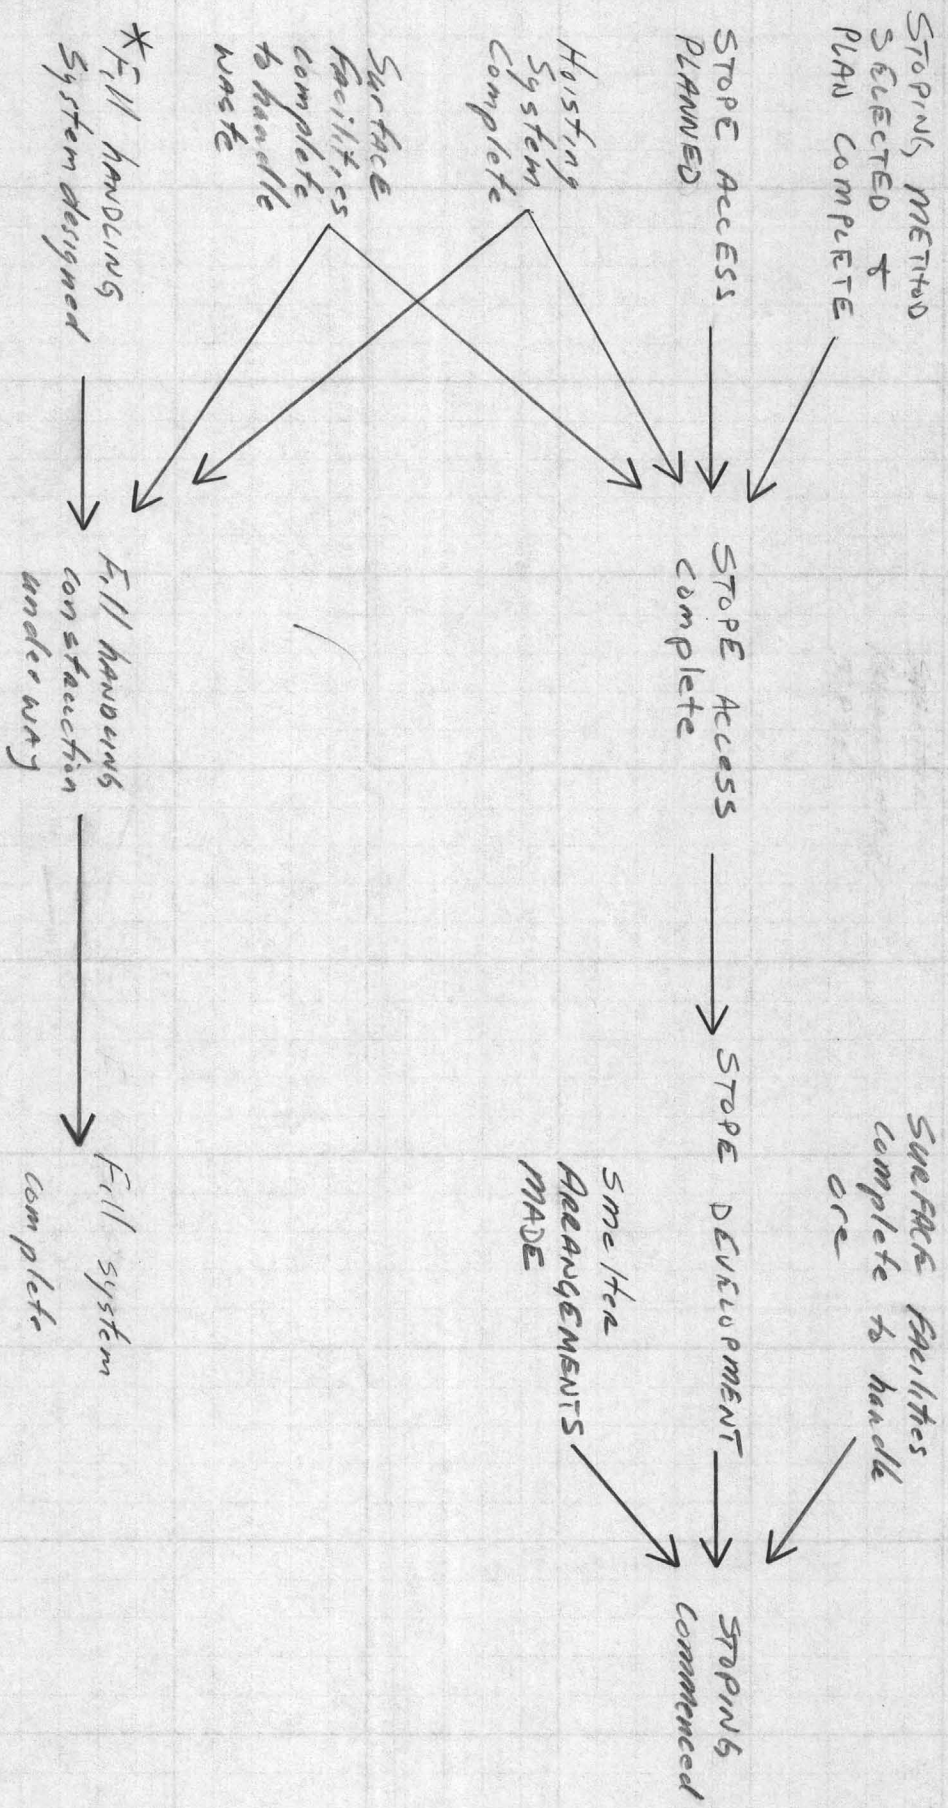 STOPING METHOD
SELECTED &
PLAN COMPLETE
STOPE ACCESS
PLANNED
Hoisting
System
Complete
Surface
Facilities
complete
to handle
waste
*Fill HANDLING
System designed
STOPE ACCESS
complete
Fill HANDLING
construction
under way
SURFACE FACILITIES
complete to handle
ore
STOPE DEVELOPMENT
Smelter
ARRANGEMENTS
MADE
Fill system
complete
STOPING
Commenced